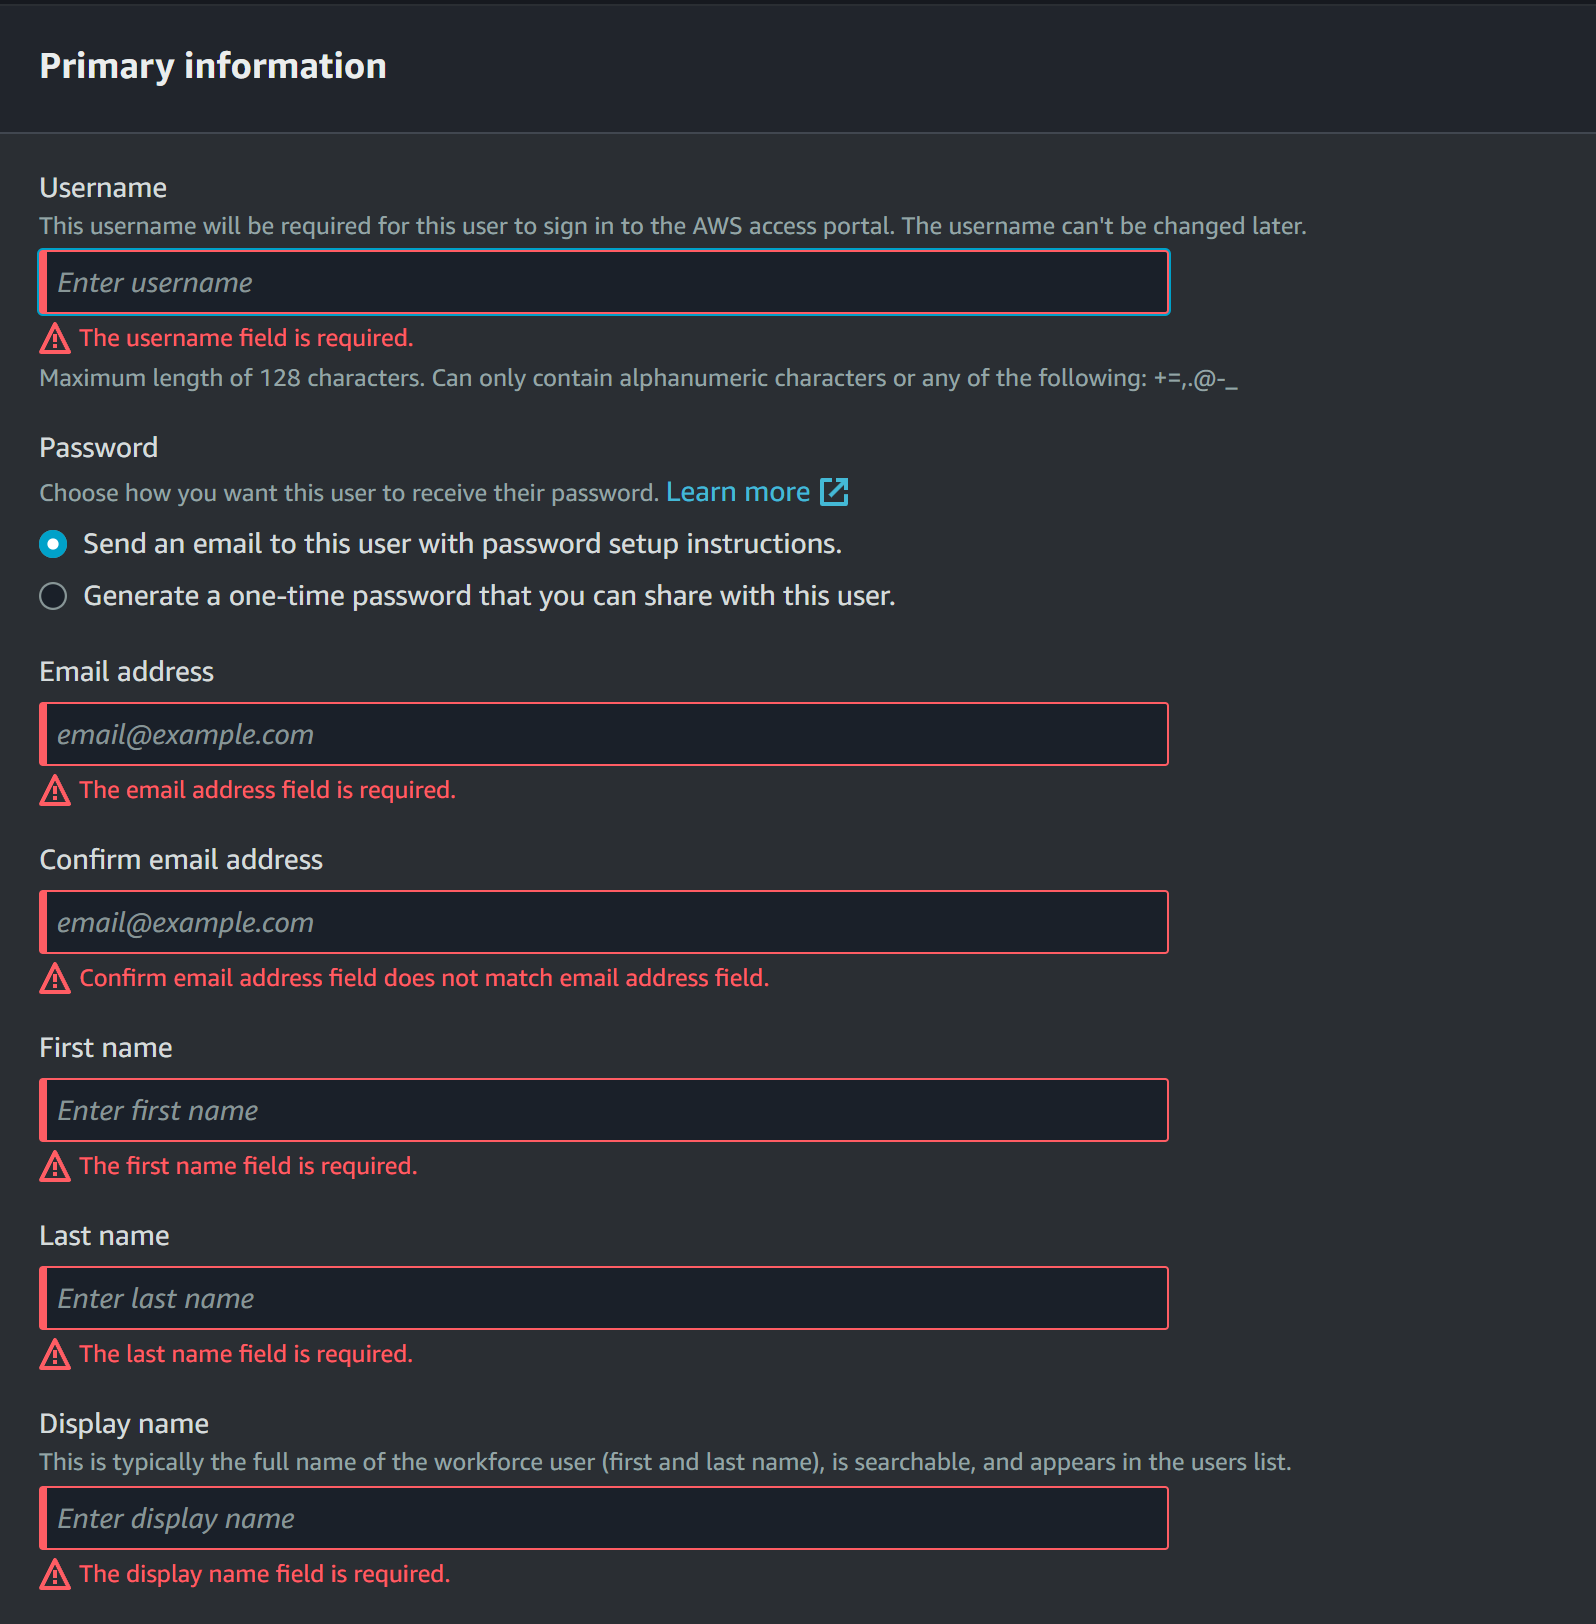 Primary information
Username
This username will be required for this user to sign in to the AWS access portal. The username can't be changed later.
Enter username
The username field is required.
Maximum length of 128 characters. Can only contain alphanumeric characters or any of the following: +=,.@-_
Password
Choose how you want this user to receive their password. Learn more
Send an email to this user with password setup instructions.
Generate a one-time password that you can share with this user.
Email address
email@example.com
The email address field is required.
Confirm email address
email@example.com
Confirm email address field does not match email address field.
First name
Enter first name
The first name field is required.
Last name
Enter last name
The last name field is required.
Display name
This is typically the full name of the workforce user (first and last name), is searchable, and appears in the users list.
Enter display name
The display name field is required.